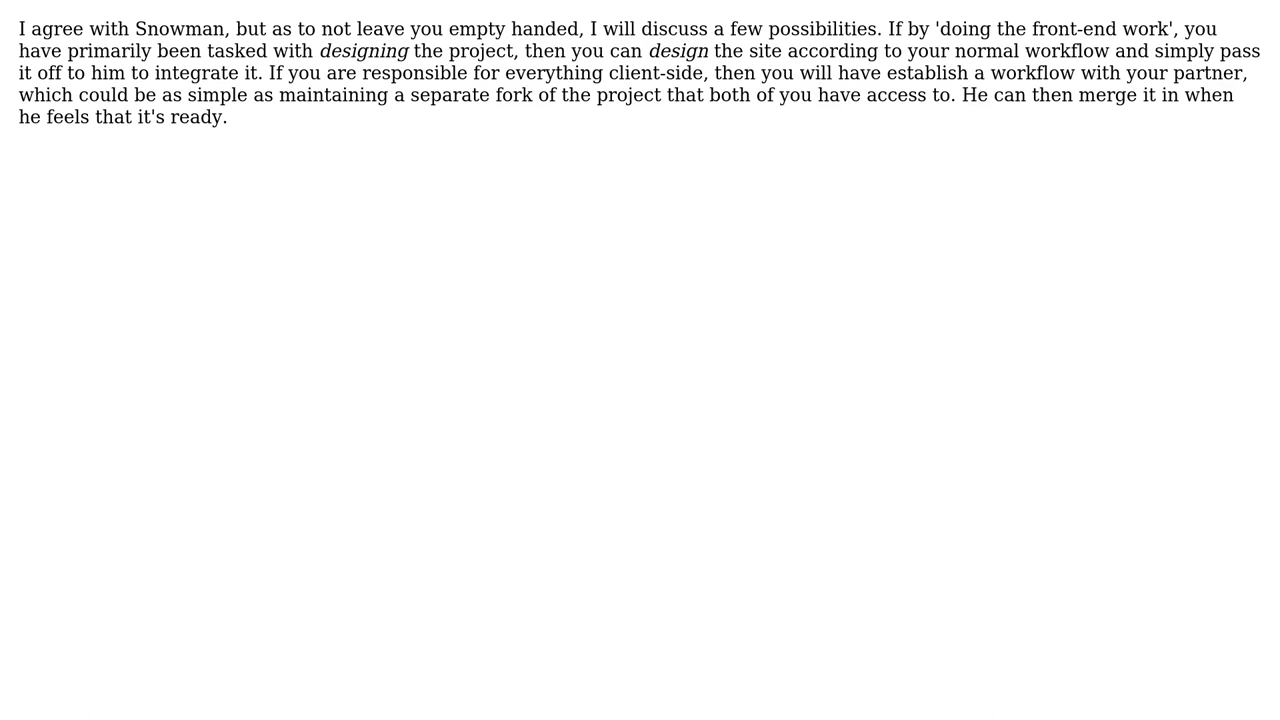 I agree with Snowman, but as to not leave you empty handed, I will discuss a few possibilities. If by 'doing the front-end work', you
have primarily been tasked with designing the project, then you can design the site according to your normal workflow and simply pass
it off to him to integrate it. If you are responsible for everything client-side, then you will have establish a workflow with your partner,
which could be as simple as maintaining a separate fork of the project that both of you have access to. He can then merge it in when
he feels that it's ready.